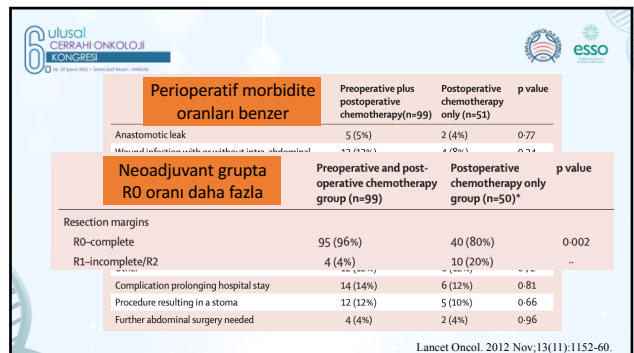 6. ulusal
CERRAHİ ONKOLOJİ
KONGRESİ
esso
Perioperatif morbidite
oranları benzer
Preoperative plus
postoperative
chemotherapy(n=99)
Postoperative
chemotherapy
only (n=51)
p value
Anastomotic leak 5 (5%) 2 (4%) 0·77
Neoadjuvant grupta
R0 oranı daha fazla
Preoperative and post-
operative chemotherapy
group (n=99)
Postoperative
chemotherapy only
group (n=50)*
p value
Resection margins
R0–complete 95 (96%) 40 (80%) 0·002
R1–incomplete/R2 4 (4%) 10 (20%) ··
Complication prolonging hospital stay 14 (14%) 6 (12%) 0·81
Procedure resulting in a stoma 12 (12%) 5 (10%) 0·66
Further abdominal surgery needed 4 (4%) 2 (4%) 0·96
Lancet Oncol. 2012 Nov;13(11):1152-60.